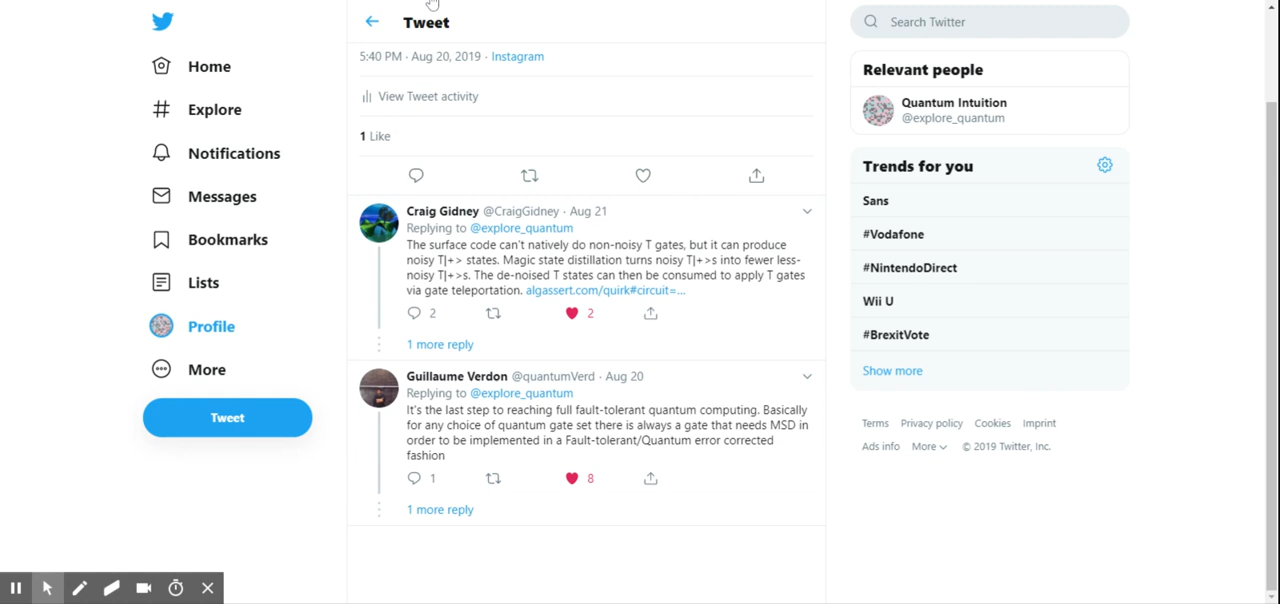 Tweet
Search Twitter
Home
Explore
Notifications
Messages
Bookmarks
Lists
Profile
More
Tweet
5:40 PM · Aug 20, 2019 · Instagram
View Tweet activity
1 Like
Craig Gidney @CraigGidney · Aug 21
Replying to @explore_quantum
The surface code can't natively do non-noisy T gates, but it can produce
noisy T|+> states. Magic state distillation turns noisy T|+>s into fewer less-
noisy T|+>s. The de-noised T states can then be consumed to apply T gates
via gate teleportation. algassert.com/quirk#circuit=...
2
2
1 more reply
Guillaume Verdon @quantumVerd · Aug 20
Replying to @explore_quantum
It's the last step to reaching full fault-tolerant quantum computing. Basically
for any choice of quantum gate set there is always a gate that needs MSD in
order to be implemented in a Fault-tolerant/Quantum error corrected
fashion
1
8
1 more reply
Relevant people
Quantum Intuition
@explore_quantum
Trends for you
Sans
#Vodafone
#NintendoDirect
Wii U
#BrexitVote
Show more
Terms Privacy policy Cookies Imprint
Ads info More © 2019 Twitter, Inc.